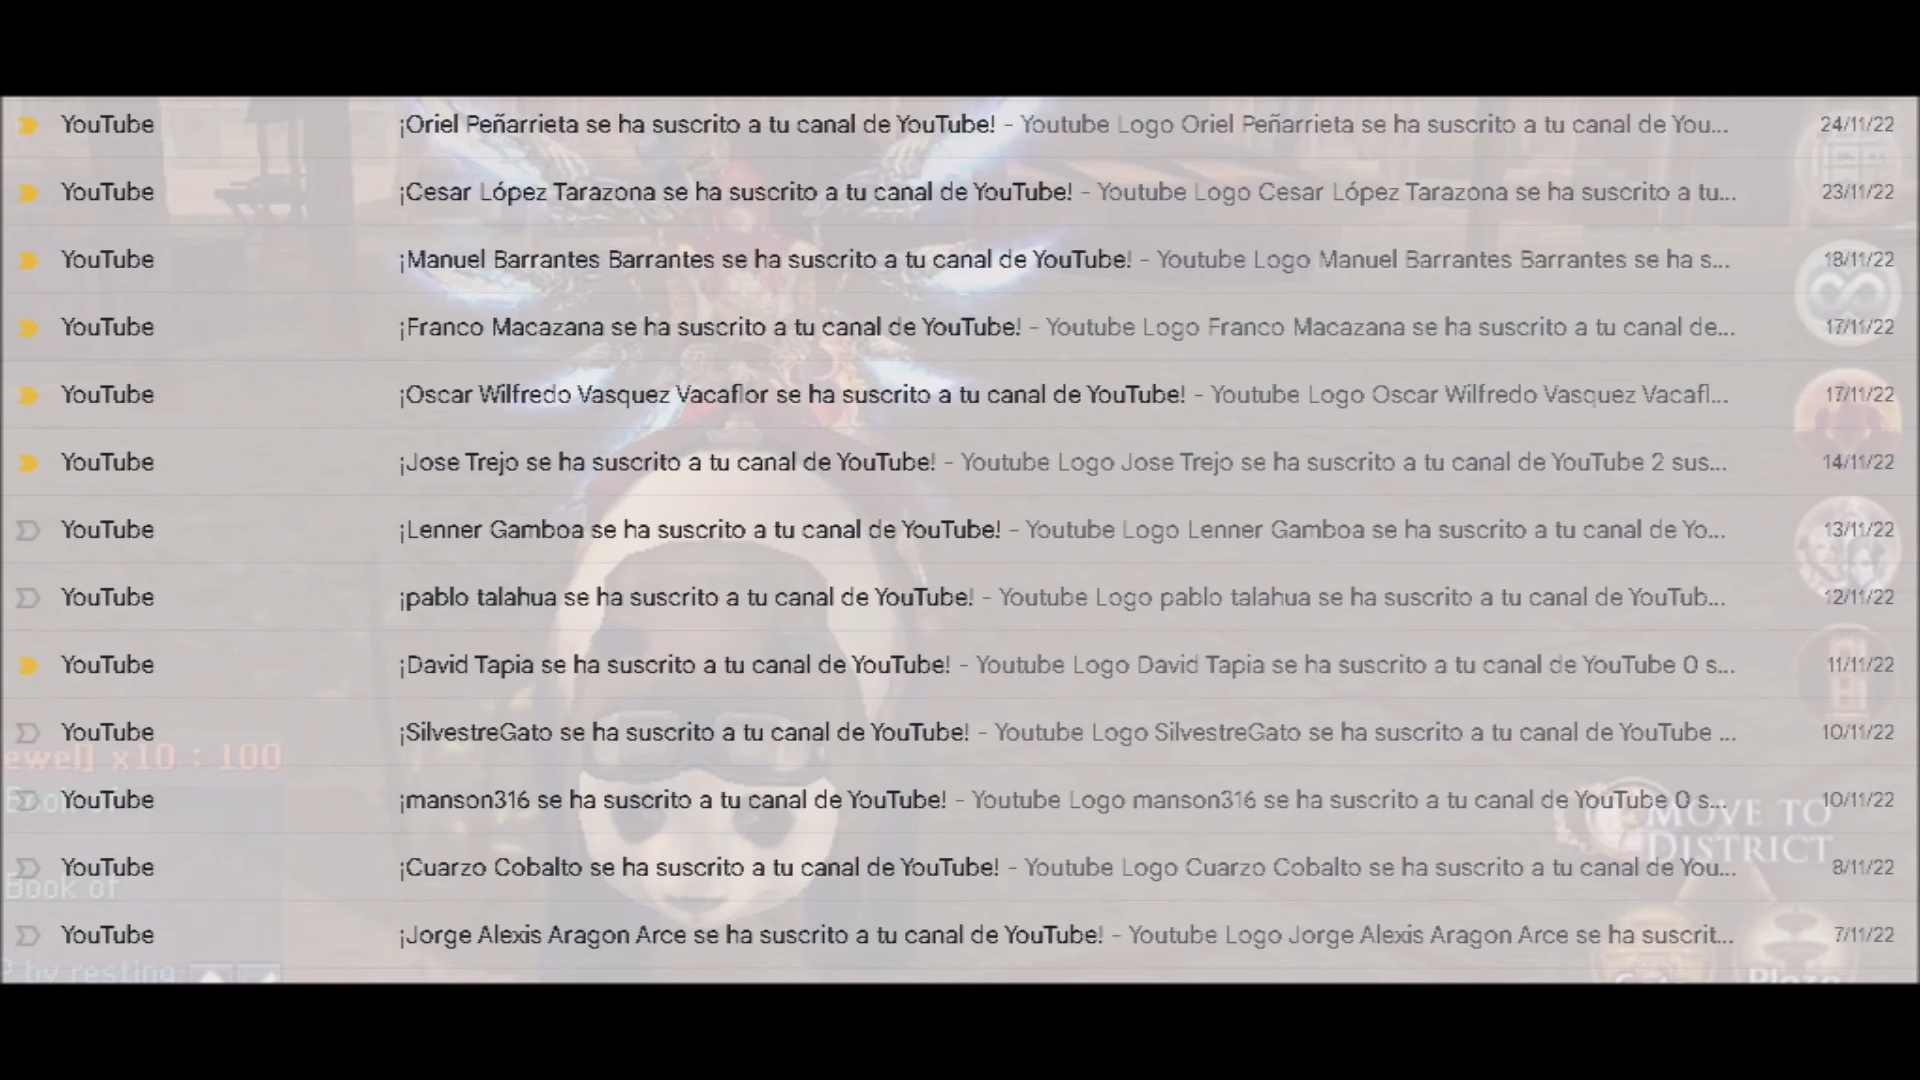 YouTube ¡Oriel Peñarrieta se ha suscrito a tu canal de YouTube! - Youtube Logo Oriel Peñarrieta se ha suscrito a tu canal de You... 24/11/22
YouTube ¡Cesar López Tarazona se ha suscrito a tu canal de YouTube! - Youtube Logo Cesar López Tarazona se ha suscrito a tu... 23/11/22
YouTube ¡Manuel Barrantes Barrantes se ha suscrito a tu canal de YouTube! - Youtube Logo Manuel Barrantes Barrantes se ha s... 18/11/22
YouTube ¡Franco Macazana se ha suscrito a tu canal de YouTube! - Youtube Logo Franco Macazana se ha suscrito a tu canal de... 17/11/22
YouTube ¡Oscar Wilfredo Vasquez Vacaflor se ha suscrito a tu canal de YouTube! - Youtube Logo Oscar Wilfredo Vasquez Vacafl... 17/11/22
YouTube ¡Jose Trejo se ha suscrito a tu canal de YouTube! - Youtube Logo Jose Trejo se ha suscrito a tu canal de YouTube 2 sus... 14/11/22
YouTube ¡Lenner Gamboa se ha suscrito a tu canal de YouTube! - Youtube Logo Lenner Gamboa se ha suscrito a tu canal de Yo... 13/11/22
YouTube ¡pablo talahua se ha suscrito a tu canal de YouTube! - Youtube Logo pablo talahua se ha suscrito a tu canal de YouTub... 12/11/22
YouTube ¡David Tapia se ha suscrito a tu canal de YouTube! - Youtube Logo David Tapia se ha suscrito a tu canal de YouTube 0 s... 11/11/22
YouTube ¡SilvestreGato se ha suscrito a tu canal de YouTube! - Youtube Logo SilvestreGato se ha suscrito a tu canal de YouTube ... 10/11/22
ewel] x10 : 100
YouTube ¡manson316 se ha suscrito a tu canal de YouTube! - Youtube Logo manson316 se ha suscrito a tu canal de YouTube 0 s... 10/11/22
Book of
MOVE TO
DISTRICT
YouTube ¡Cuarzo Cobalto se ha suscrito a tu canal de YouTube! - Youtube Logo Cuarzo Cobalto se ha suscrito a tu canal de You... 8/11/22
Book of
YouTube ¡Jorge Alexis Aragon Arce se ha suscrito a tu canal de YouTube! - Youtube Logo Jorge Alexis Aragon Arce se ha suscrit... 7/11/22
by resting
Plaza